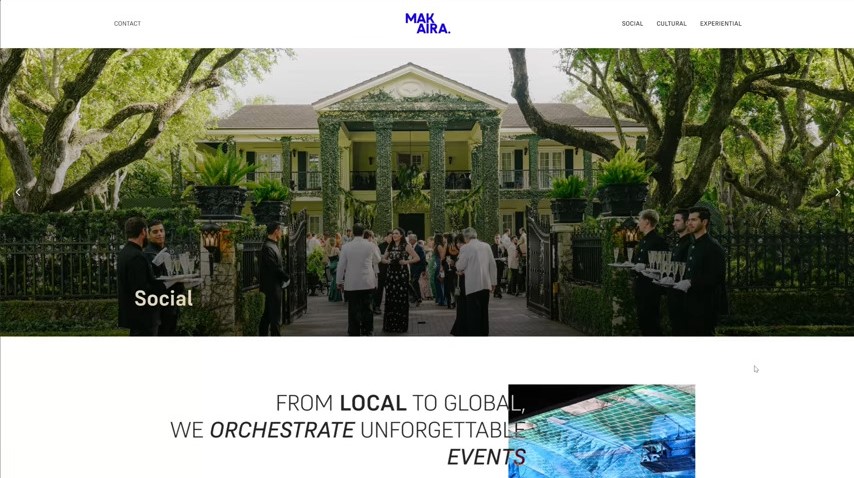 CONTACT
MAK
AIRA.
SOCIAL CULTURAL EXPERIENTIAL
Social
FROM LOCAL TO GLOBAL,
WE ORCHESTRATE UNFORGETTABLE
EVENTS